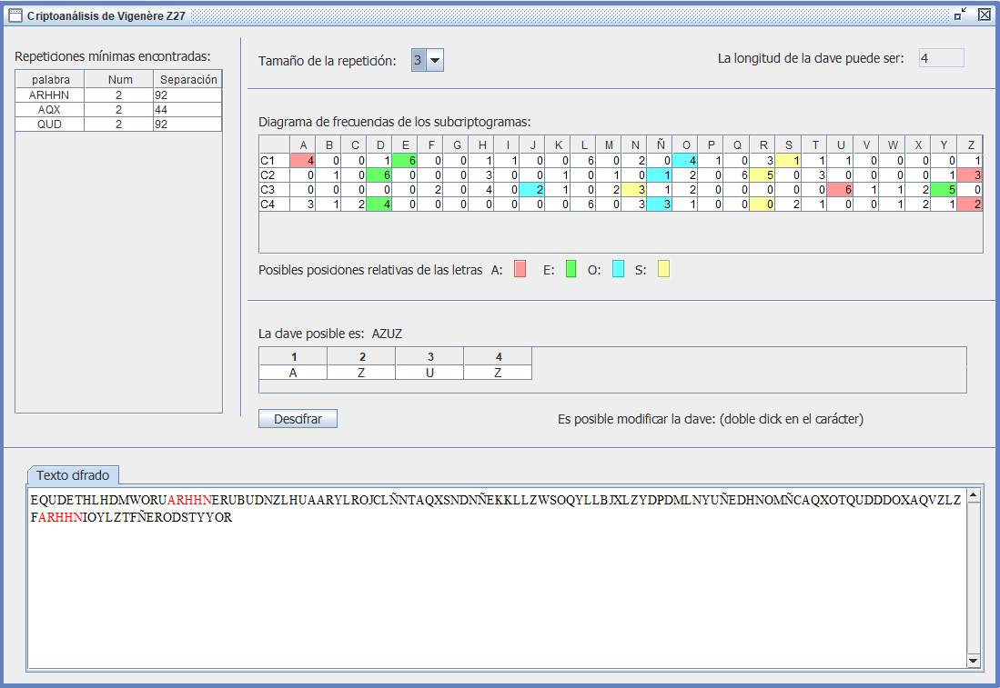 Criptoanálisis de Vigenère Z27
Repeticiones mínimas encontradas:
palabra Num Separación
ARHHN 2 92
AQX 2 44
QUD 2 92
Tamaño de la repetición: 3
La longitud de la clave puede ser: 4
Diagrama de frecuencias de los subcriptogramas:
A B C D E F G H I J K L M N Ñ O P Q R S T U V W X Y Z
C1 4 0 0 1 6 0 0 1 1 0 0 6 0 2 0 4 1 0 3 1 1 1 0 0 0 0 1
C2 0 1 0 6 0 0 0 3 0 0 1 0 1 0 1 2 0 6 5 0 3 0 0 0 0 1 3
C3 0 0 0 0 0 2 0 4 0 2 1 0 2 3 1 2 0 0 0 0 0 6 1 1 2 5 0
C4 3 1 2 4 0 0 0 0 0 0 0 6 0 3 3 1 0 0 0 2 1 0 0 1 2 1 2
Posibles posiciones relativas de las letras A: E: O: S:
La clave posible es: AZUZ
1 2 3 4
A Z U Z
Descifrar
Es posible modificar la clave: (doble click en el carácter)
Texto cifrado
EQUDETHLHDMWORUARHHNERUBUDNZLHUAARYLROJCLÑNTAQXSNDNÑEKKLLZWSOQYLLBJXLZYDPDMLNYUÑEDHNOMÑCAQXOTQUDDDOXAQVZLZ
FARHHNIOYLZTFÑERODSTYYOR